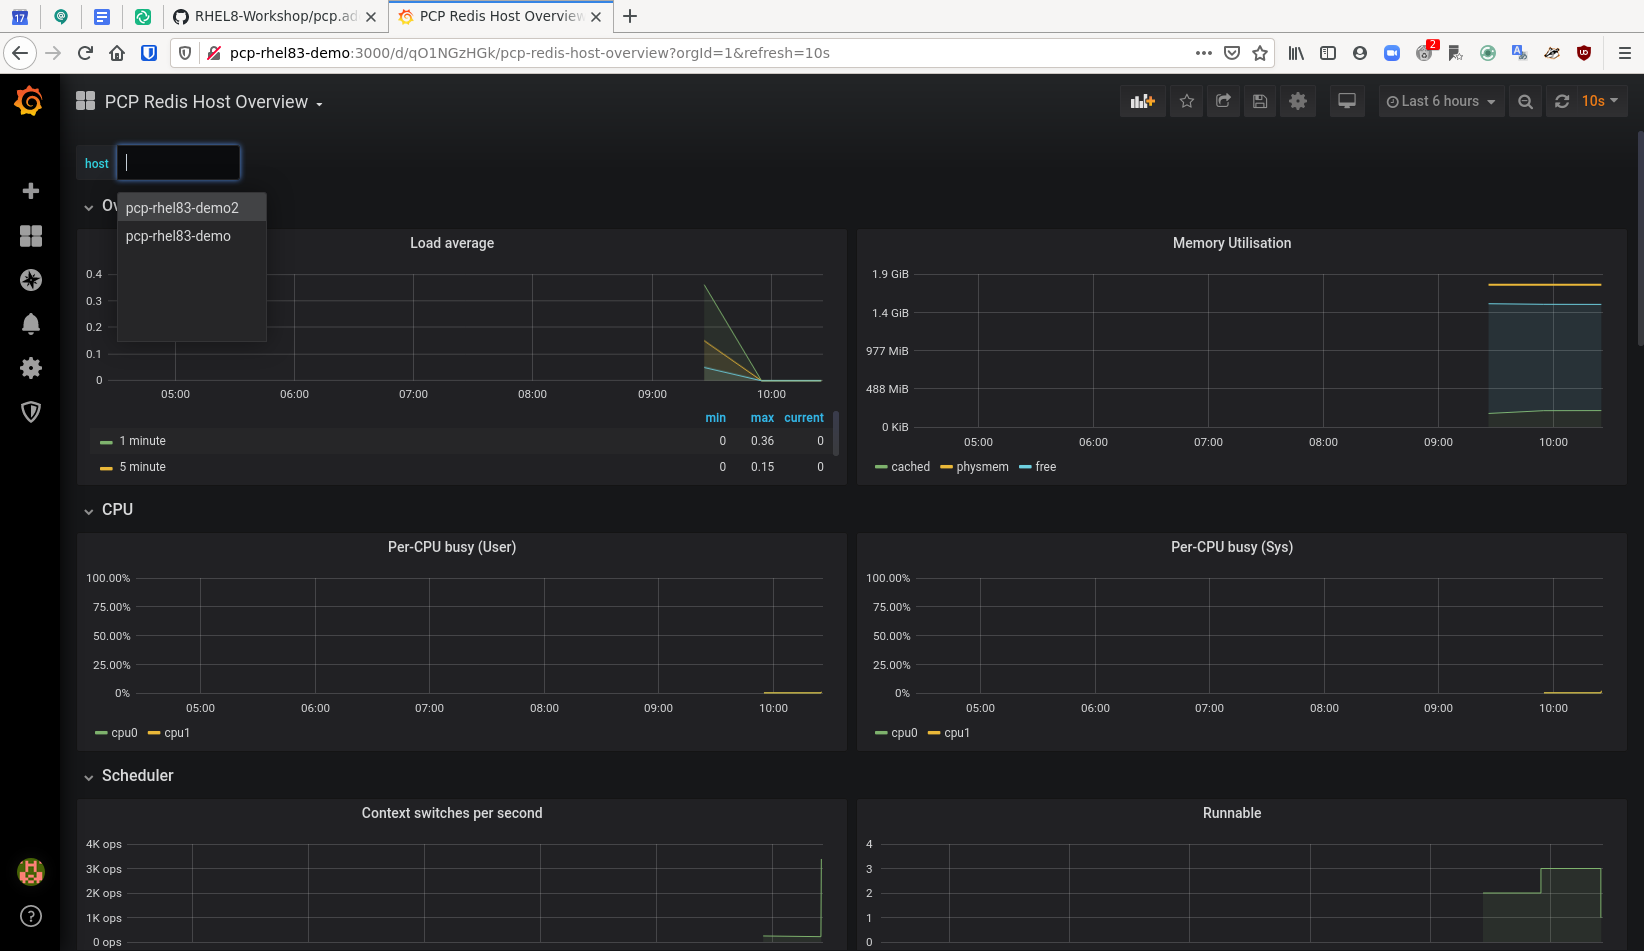 17
RHEL8-Workshop/pcp.ad
PCP Redis Host Overview
pcp-rhel83-demo:3000/d/qO1NGzHGk/pcp-redis-host-overview?orgId=1&refresh=10s
2
PCP Redis Host Overview
Last 6 hours
10s
host
pcp-rhel83-demo2
pcp-rhel83-demo
Load average
0.4
0.3
0.2
0.1
0
05:00 06:00 07:00 08:00 09:00 10:00
min max current
1 minute 0 0.36 0
5 minute 0 0.15 0
Memory Utilisation
1.9 GiB
1.4 GiB
977 MiB
488 MiB
0 KiB
05:00 06:00 07:00 08:00 09:00 10:00
cached physmem free
CPU
Per-CPU busy (User)
100.00%
75.00%
50.00%
25.00%
0%
05:00 06:00 07:00 08:00 09:00 10:00
cpu0 cpu1
Per-CPU busy (Sys)
100.00%
75.00%
50.00%
25.00%
0%
05:00 06:00 07:00 08:00 09:00 10:00
cpu0 cpu1
Scheduler
Context switches per second
4K ops
3K ops
2K ops
1K ops
0 ops
Runnable
4
3
2
1
0